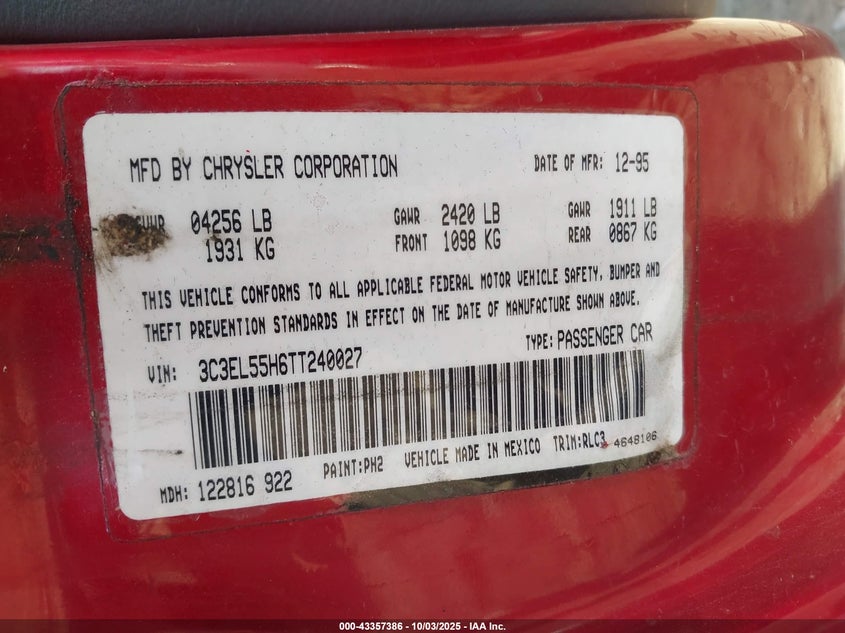 MFD BY CHRYSLER CORPORATION DATE OF MFR: 12-95
GVWR 04256 LB GAWR 2420 LB GAWR 1911 LB
1931 KG FRONT 1098 KG REAR 0867 KG
THIS VEHICLE CONFORMS TO ALL APPLICABLE FEDERAL MOTOR VEHICLE SAFETY, BUMPER AND
THEFT PREVENTION STANDARDS IN EFFECT ON THE DATE OF MANUFACTURE SHOWN ABOVE.
VIN: 3C3EL55H6TT240027 TYPE: PASSENGER CAR
MDH: 122816 922 PAINT:PH2 VEHICLE MADE IN MEXICO TRIM:RLC3 4648106
000-43357386 - 10/03/2025 - IAA Inc.